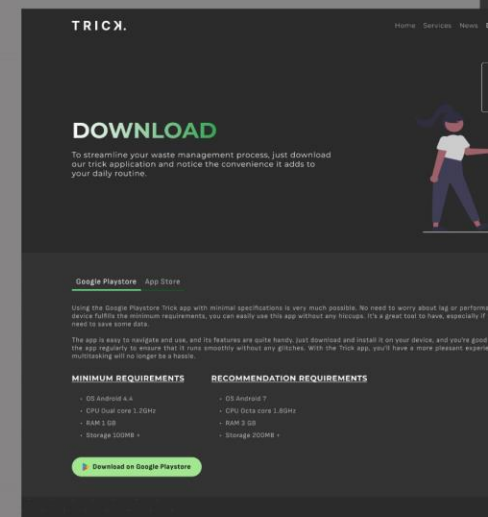 TRICK.
Home Services News
DOWNLOAD
To streamline your waste management process, just download
our trick application and notice the convenience it adds to
your daily routine.
Google Playstore App Store
Using the Google Playstore Trick app with minimal specifications is very much possible. No need to worry about lag or
device fulfills the minimum requirements, you can easily use this app without any hiccups. It's a great tool to have, especially if
need to save some data.
The app is easy to navigate and use, and its features are quite handy. Just download and install it on your device, and you're good
the app regularly to ensure that it runs smoothly without any glitches. With the Trick app, you'll have a more pleasant
multitasking will no longer be a hassle.
MINIMUM REQUIREMENTS RECOMMENDATION REQUIREMENTS
- OS Android 4.4 - OS Android 7
- CPU Dual core 1.2GHz - CPU Octa core 1.8GHz
- RAM 1 GB - RAM 3 GB
- Storage 100MB + - Storage 200MB +
Download on Google Playstore